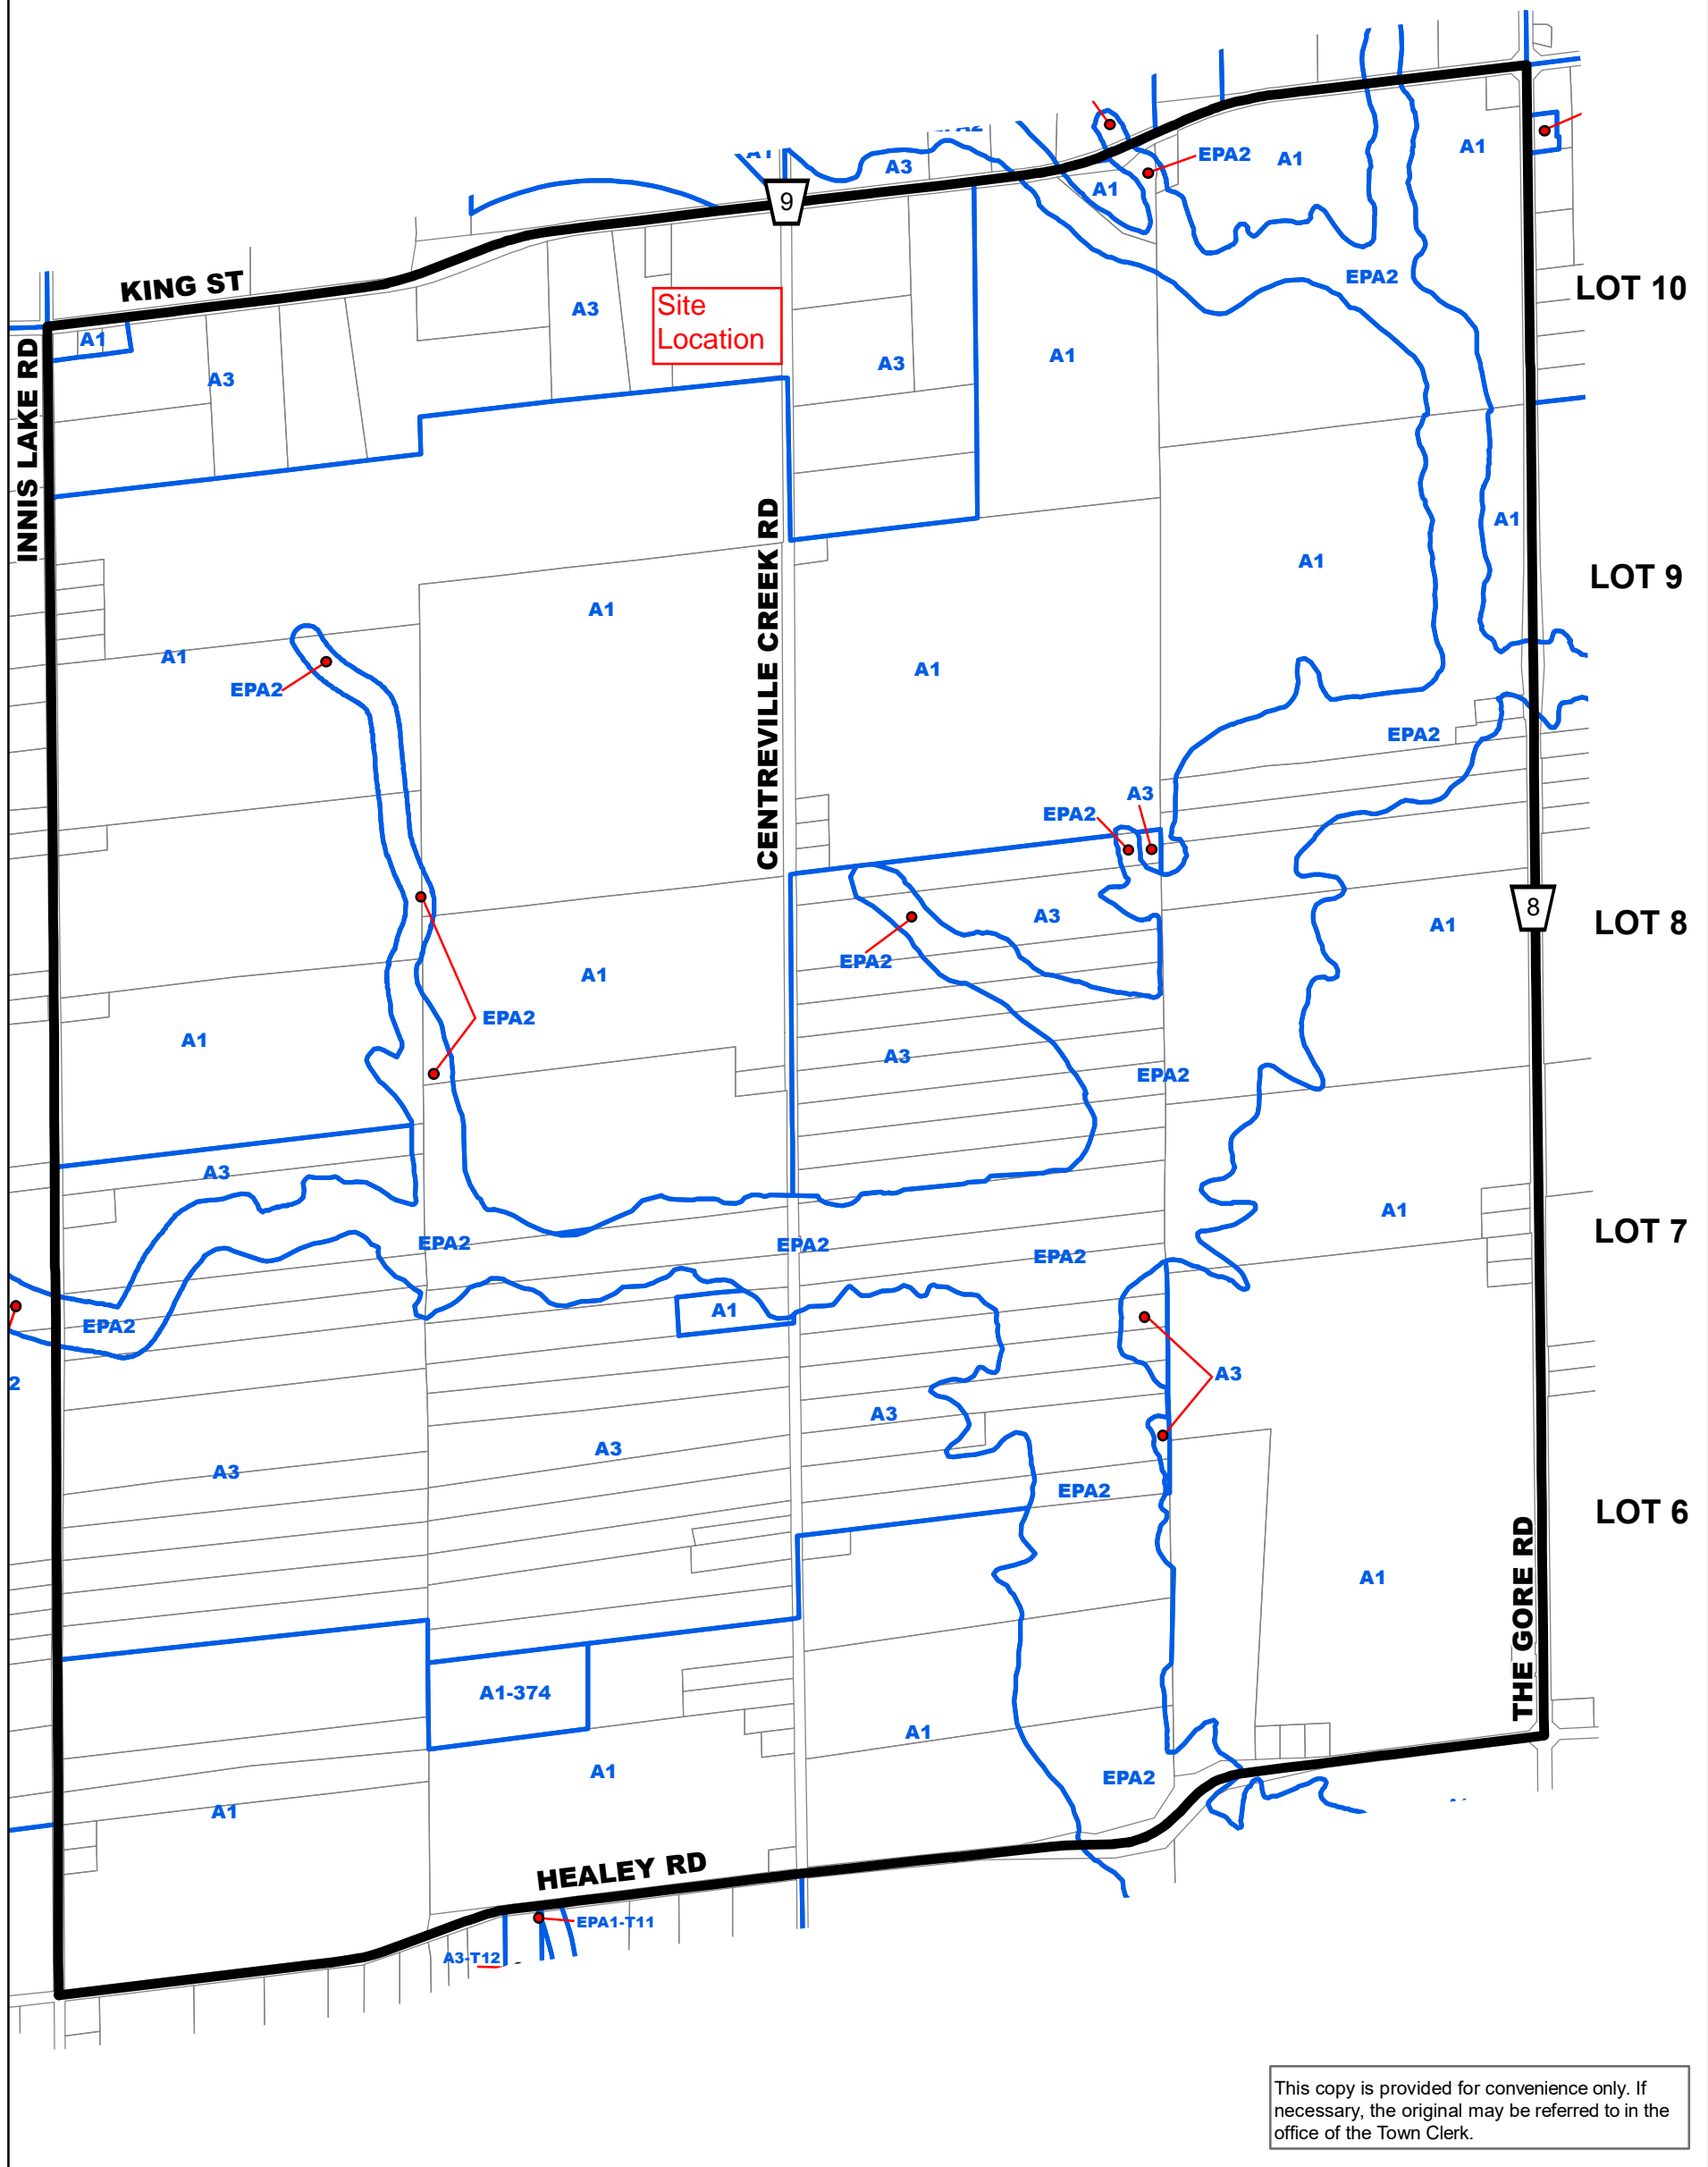 EPA2
A1
A1
A3
9
A1
EPA2
A1
A1
KING ST
LOT 10
A3
Site
Location
A3
A1
EPA2
A1
A3
INNIS LAKE RD
CENTREVILLE CREEK RD
A1
A1
LOT 9
A1
A1
A1
EPA2
EPA2
A3
EPA2
8
A3
A1
LOT 8
EPA2
A1
EPA2
A1
A3
EPA2
A3
A1
LOT 7
EPA2
EPA2
EPA2
A1
EPA2
A3
2
A3
A3
A3
EPA2
LOT 6
THE GORE RD
A1
A1-374
A1
A1
EPA2
A1
HEALEY RD
EPA1-T11
A3-T12
This copy is provided for convenience only. If
necessary, the original may be referred to in the
office of the Town Clerk.